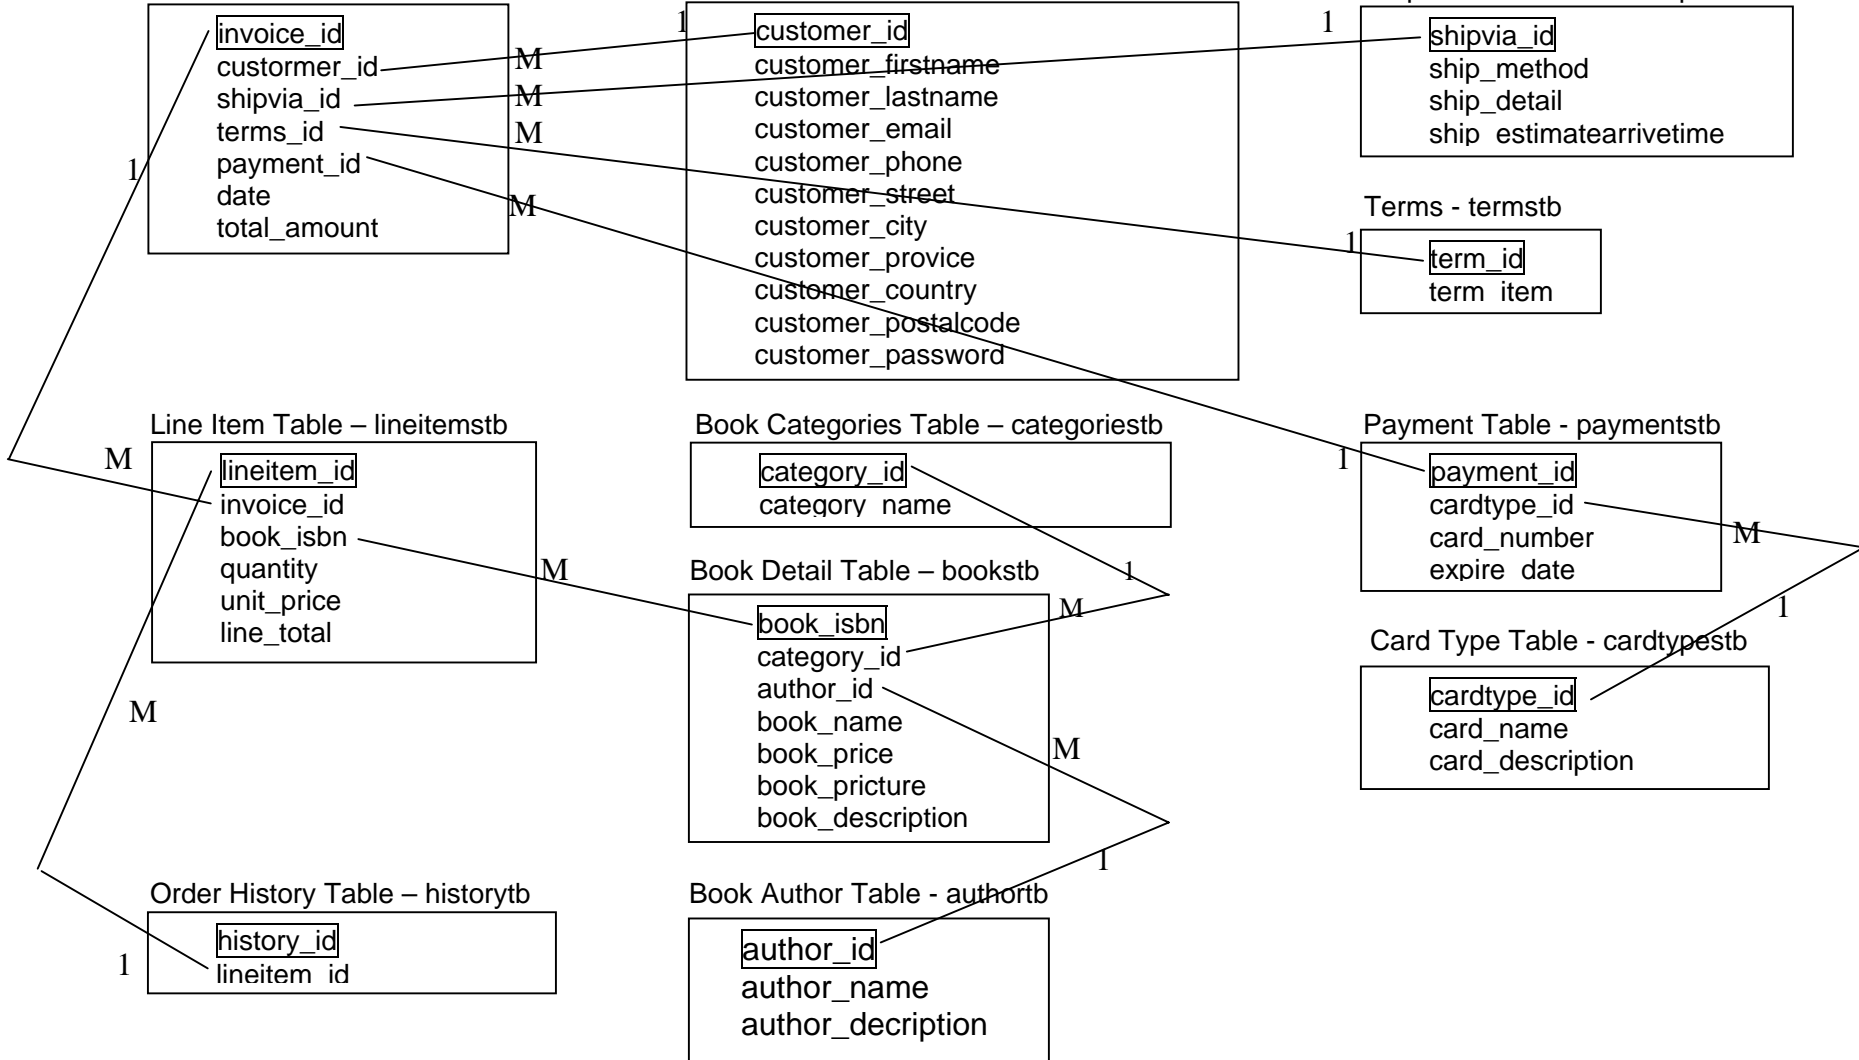 invoice_id
custormer_id
shipvia_id
terms_id
payment_id
date
total_amount
1
M
M
M
M
1
customer_id
customer_firstname
customer_lastname
customer_email
customer_phone
customer_street
customer_city
customer_provice
customer_country
customer_postalcode
customer_password
1
shipvia_id
ship_method
ship_detail
ship_estimatearrivetime
Terms - termstb
1
term_id
term_item
Line Item Table – lineitemstb
M
lineitem_id
invoice_id
book_isbn
quantity
unit_price
line_total
M
M
Book Categories Table – categoriestb
category_id
category_name
1
Book Detail Table – bookstb
M
book_isbn
category_id
author_id
book_name
book_price
book_pricture
book_description
M
1
Payment Table - paymentstb
1
payment_id
cardtype_id
card_number
expire_date
M
1
Card Type Table - cardtypestb
cardtype_id
card_name
card_description
Order History Table – historytb
history_id
lineitem_id
1
Book Author Table - authortb
author_id
author_name
author_decription